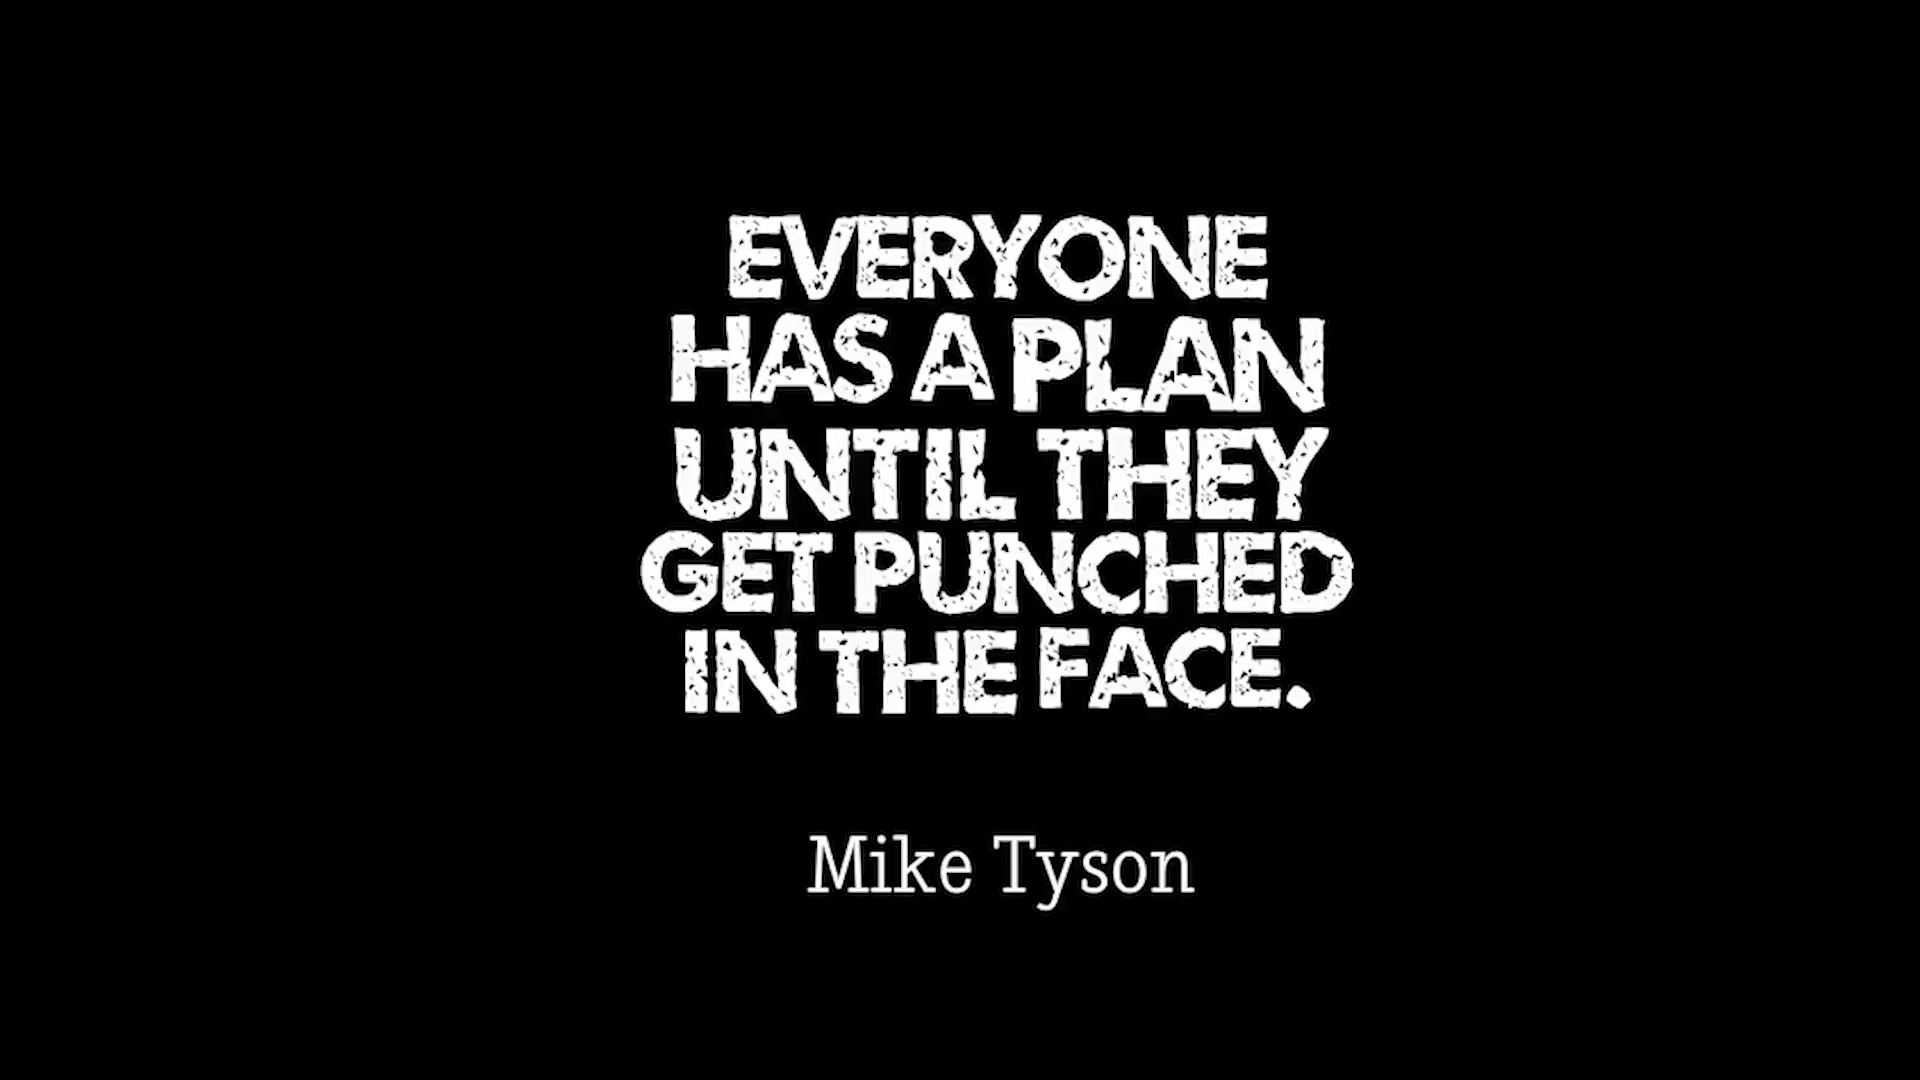 EVERYONE
HAS A PLAN
UNTIL THEY
GET PUNCHED
IN THE FACE.
Mike Tyson